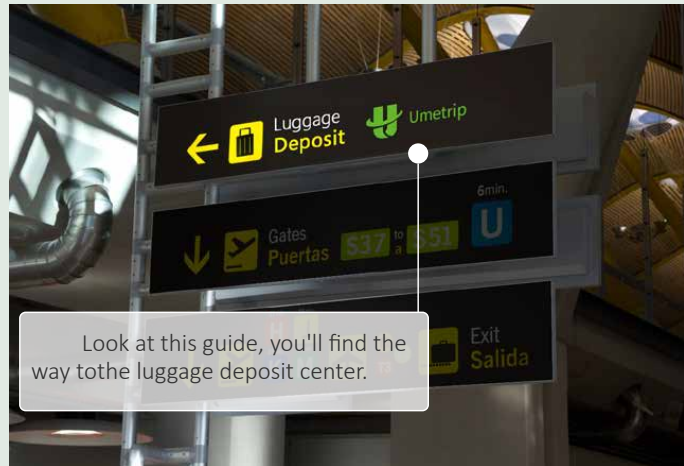 Luggage
Deposit
Umetrip
6min.
Gates
Puertas
S37 to a S51
U
Look at this guide, you'll find the
way tothe luggage deposit center.
Exit
Salida